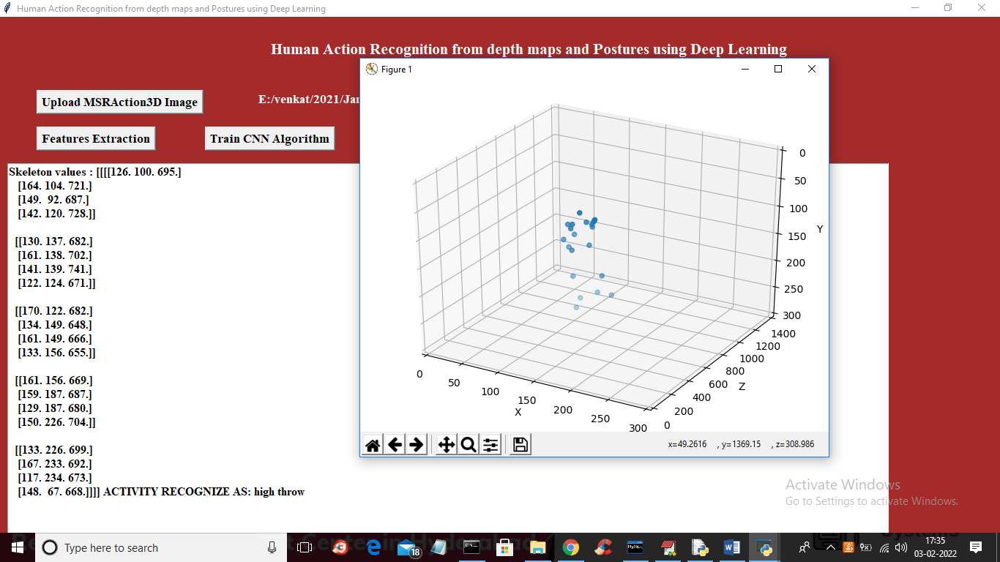 Human Action Recognition from depth maps and Postures using Deep Learning
Human Action Recognition from depth maps and Postures using Deep Learning
Figure 1
Upload MSRAction3D Image
E:/venkat/2021/Jan
Features Extraction
Train CNN Algorithm
Skeleton values : [[[[126. 100. 695.]
[164. 104. 721.]
[149.  92. 687.]
[142. 120. 728.]]
[[130. 137. 682.]
[161. 138. 702.]
[141. 139. 741.]
[122. 124. 671.]]
[[170. 122. 682.]
[134. 149. 648.]
[161. 149. 666.]
[133. 156. 655.]]
[[161. 156. 669.]
[159. 187. 687.]
[129. 187. 680.]
[150. 226. 704.]]
[[133. 226. 699.]
[167. 233. 692.]
[117. 234. 673.]
[148.  67. 668.]]]] ACTIVITY RECOGNIZE AS: high throw
0
50
100
150
200
250
300
Y
0
50
100
150
200
250
300
X
0
200
400
600
800
1000
1200
1400
Z
x=49.2616 , y=1369.15 , z=308.986
Activate Windows
Go to Settings to activate Windows.
Type here to search
18
17:35
03-02-2022